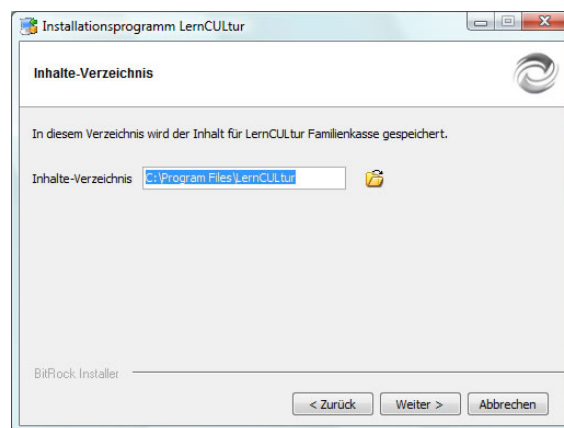 Installationsprogramm LernCULtur
Inhalte-Verzeichnis
In diesem Verzeichnis wird der Inhalt für LernCULtur Familienkasse gespeichert.
Inhalte-Verzeichnis C:\Program Files\LernCULtur
BitRock Installer
< Zurück Weiter > Abbrechen